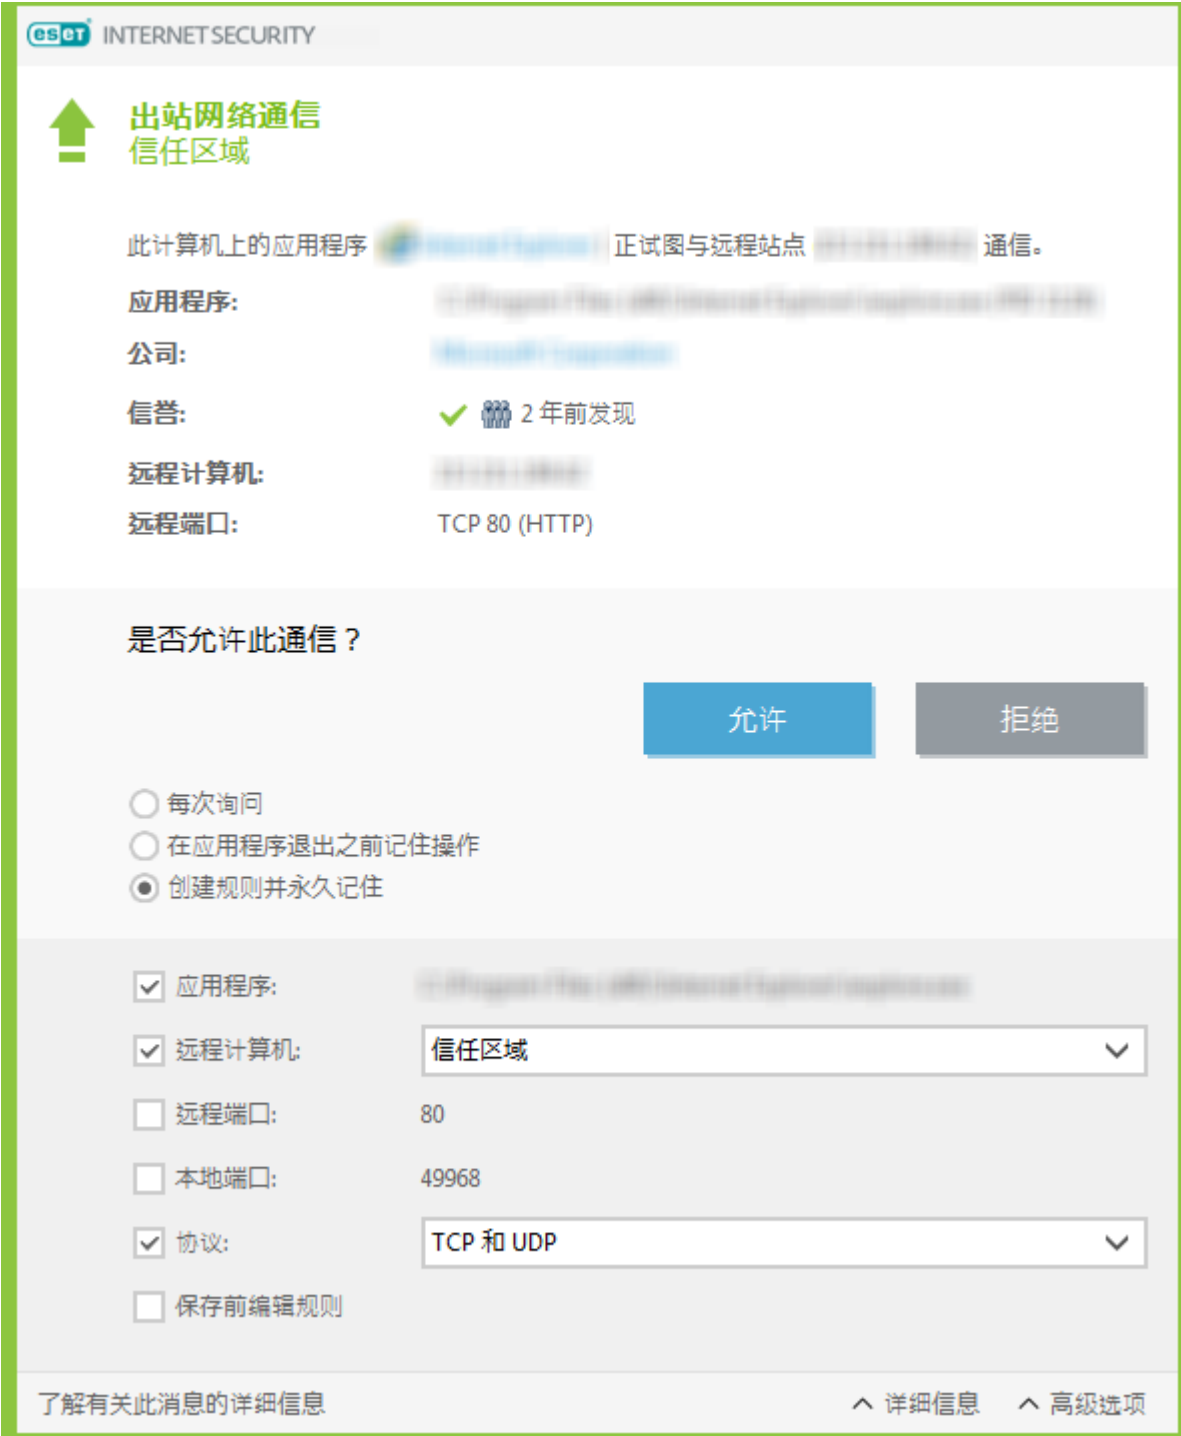 eset INTERNET SECURITY
出站网络通信
信任区域
此计算机上的应用程序 正试图与远程站点 通信。
应用程序:
公司:
信誉: 2 年前发现
远程计算机:
远程端口: TCP 80 (HTTP)
是否允许此通信？
允许 拒绝
每次询问
在应用程序退出之前记住操作
创建规则并永久记住
应用程序:
远程计算机: 信任区域
远程端口: 80
本地端口: 49968
协议: TCP 和 UDP
保存前编辑规则
了解有关此消息的详细信息 详细信息 高级选项